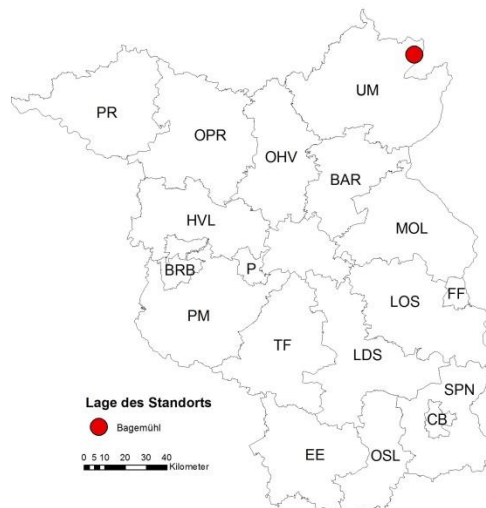 UM
PR
OPR
OHV
BAR
HVL
MOL
BRB
P
LOS
FF
PM
TF
LDS
SPN
Lage des Standorts
Bagemühl
CB
EE
OSL
0 5 10 20 30 40
Kilometer